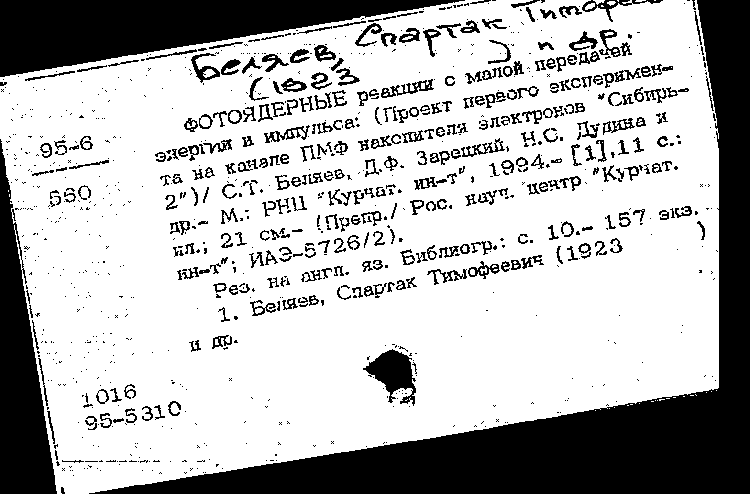 Беляев, Спартак Тимофее
(1923 ) и др.
ФОТОЯДЕРНЫЕ реакции с малой передачей
95-6
энергии и импульса: (Проект первого эксперимен-
та на канале ПМФ накопителя электронов "Сибирь-
560
2")/ С.Т. Беляев, Д.Ф. Зарецкий, Н.С. Дудина и
др.- М.: РНЦ "Курчат. ин-т", 1994.- [1],11 с.:
ил.; 21 см.- (Препр./ Рос. науч. центр "Курчат.
ин-т"; ИАЭ-5726/2).
Рез. на англ. яз. Библиогр.: с. 10.- 157 экз.
1. Беляев, Спартак Тимофеевич (1923 )
и др.
1016
95-5310